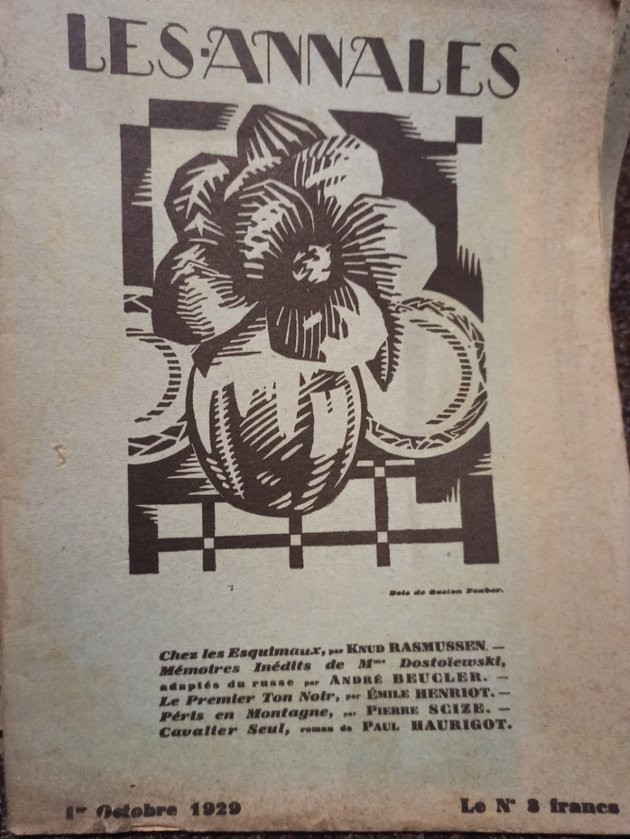 LES·ANNALES
Bois de Gaston
Chez les Esquimaux, par KNUD RASMUSSEN. —
Mémoires Inédits de Mme Dostoïewski,
adaptés du russe par ANDRÉ BEUCLER. —
Le Premier Ton Noir, par ÉMILE HENRIOT. —
Péris en Montagne, par PIERRE SCIZE. —
Cavalier Seul, roman de PAUL HAURIGOT.
1er Octobre 1929
Le N° 3 francs